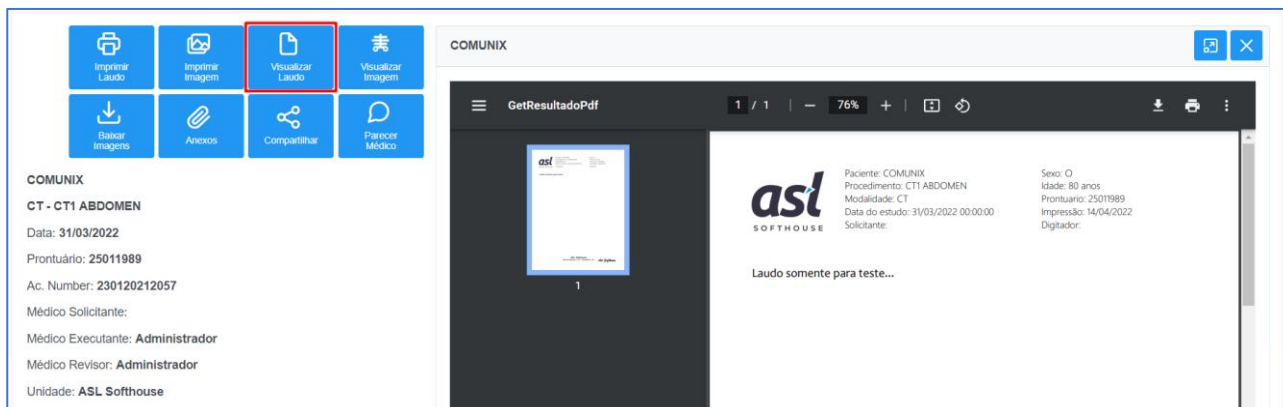 Imprimir
Laudo
Imprimir
Imagem
Visualizar
Laudo
Visualizar
Imagem
Baixar
Imagens
Anexos
Compartilhar
Parecer
Médico
COMUNIX
CT - CT1 ABDOMEN
Data: 31/03/2022
Prontuário: 25011989
Ac. Number: 230120212057
Médico Solicitante:
Médico Executante: Administrador
Médico Revisor: Administrador
Unidade: ASL Softhouse
COMUNIX
GetResultadoPdf 1 / 1 | − 76% + |
asl
1
asl
SOFTHOUSE
Paciente: COMUNIX
Procedimento: CT1 ABDOMEN
Modalidade: CT
Data do estudo: 31/03/2022 00:00:00
Solicitante:
Sexo: O
Idade: 80 anos
Prontuario: 25011989
Impressão: 14/04/2022
Digitador:
Laudo somente para teste...